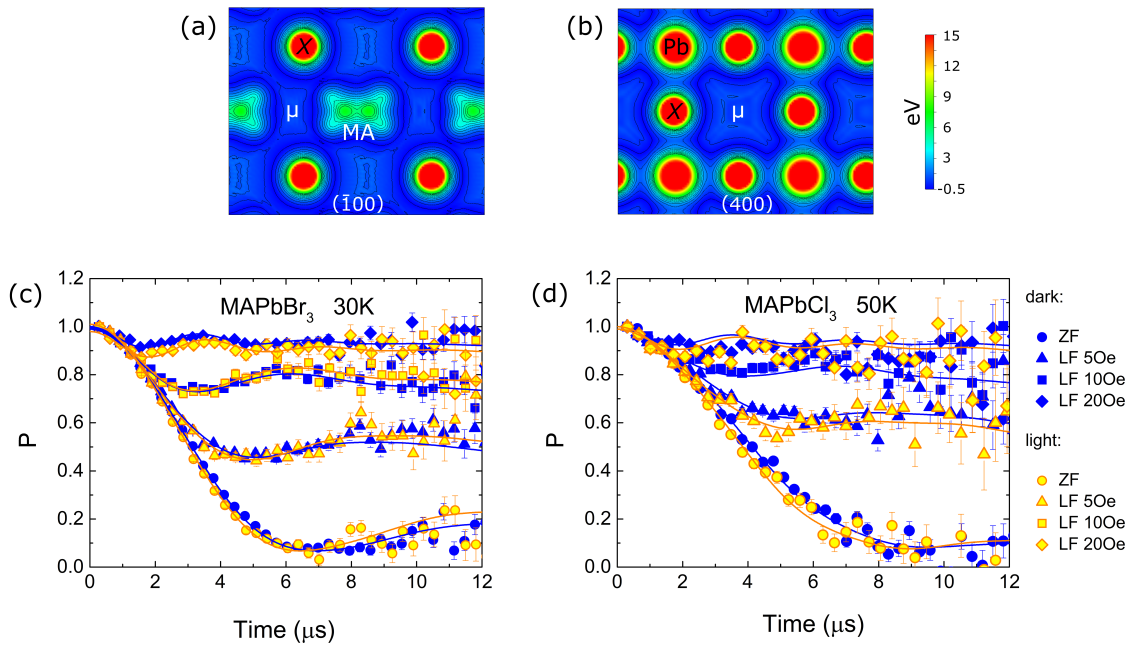 (a)
X
μ
MA
(1̄00)
(b)
Pb
X
μ
(400)
15
12
9
6
3
-0.5
eV
(c)
MAPbBr₃ 30K
P
1.2
1.0
0.8
0.6
0.4
0.2
0.0
0 2 4 6 8 10 12
Time (μs)
(d)
MAPbCl₃ 50K
P
1.2
1.0
0.8
0.6
0.4
0.2
0.0
0 2 4 6 8 10 12
Time (μs)
dark:
ZF
LF 5Oe
LF 10Oe
LF 20Oe
light:
ZF
LF 5Oe
LF 10Oe
LF 20Oe